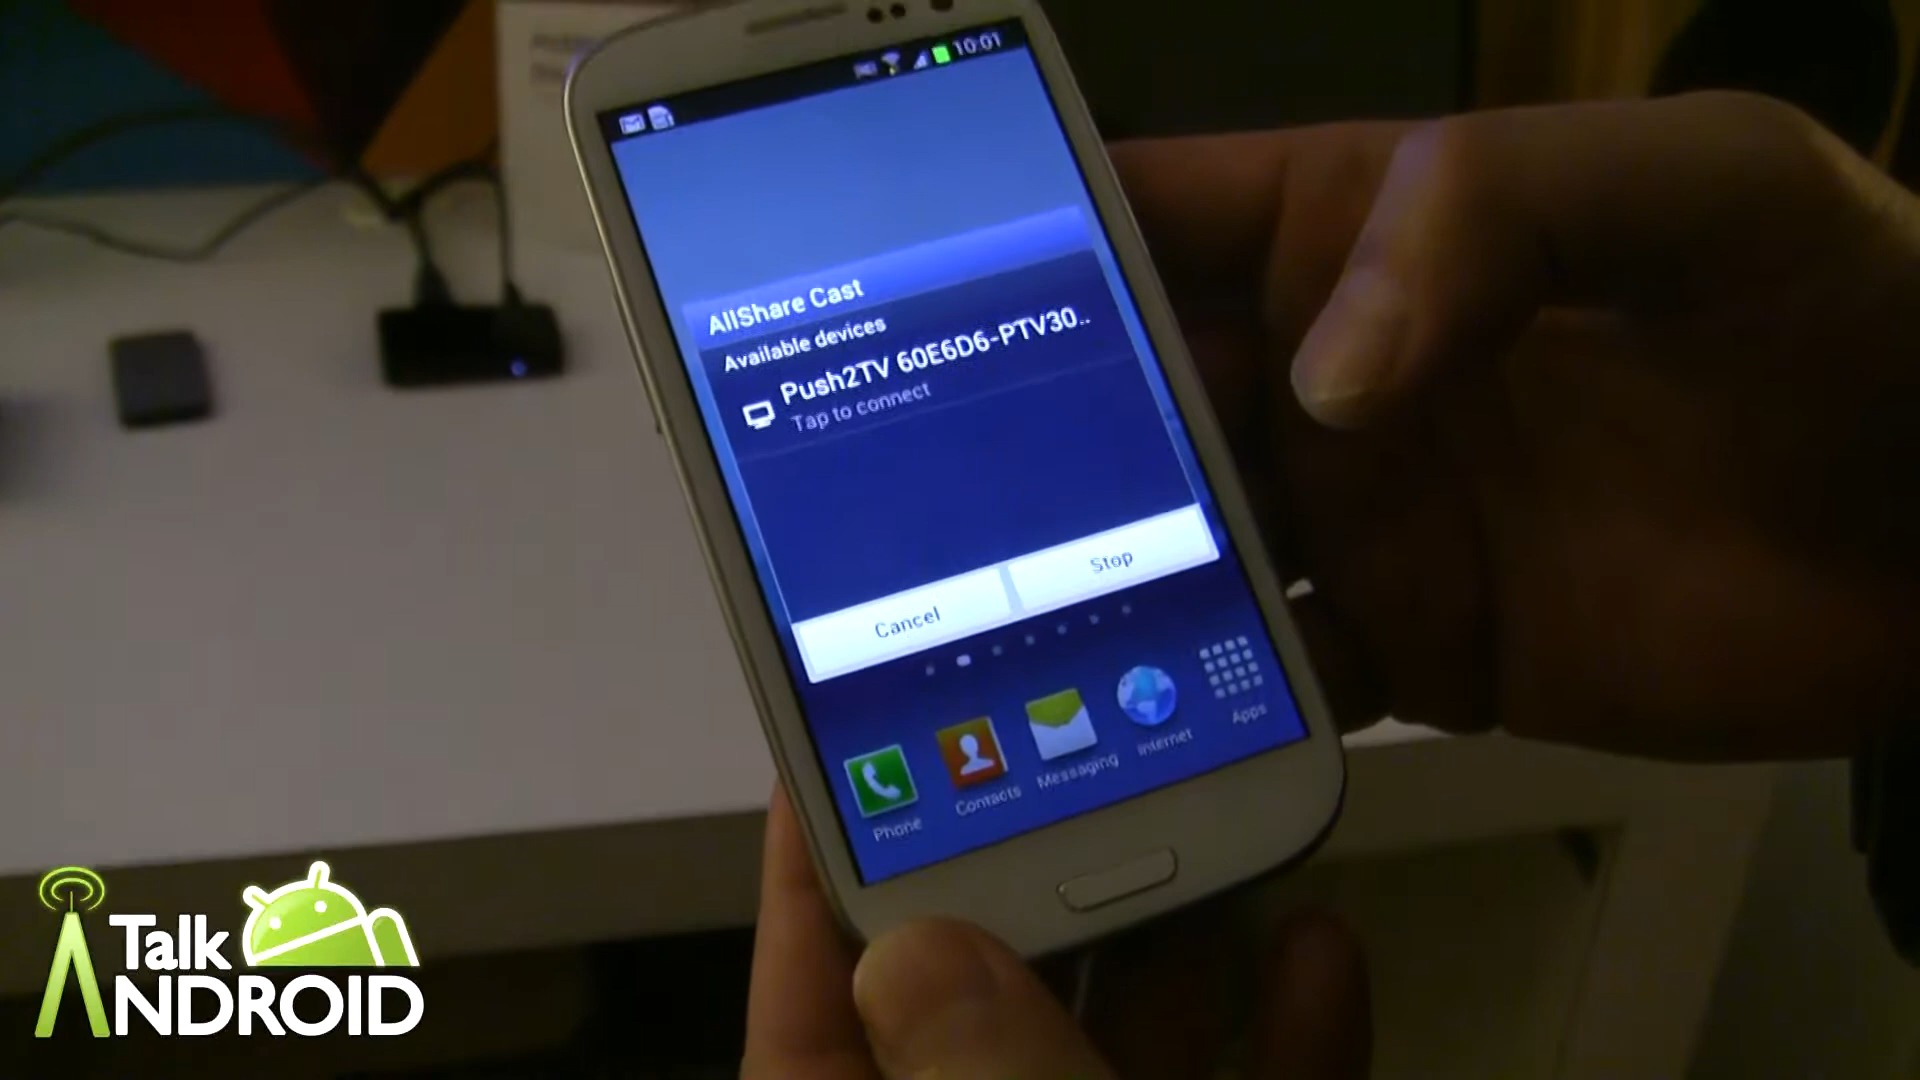 10:01
AllShare Cast
Available devices
Push2TV 60E6D6-PTV30..
Tap to connect
Cancel
Stop
Phone
Contacts
Messaging
Internet
Apps
Talk
ANDROID